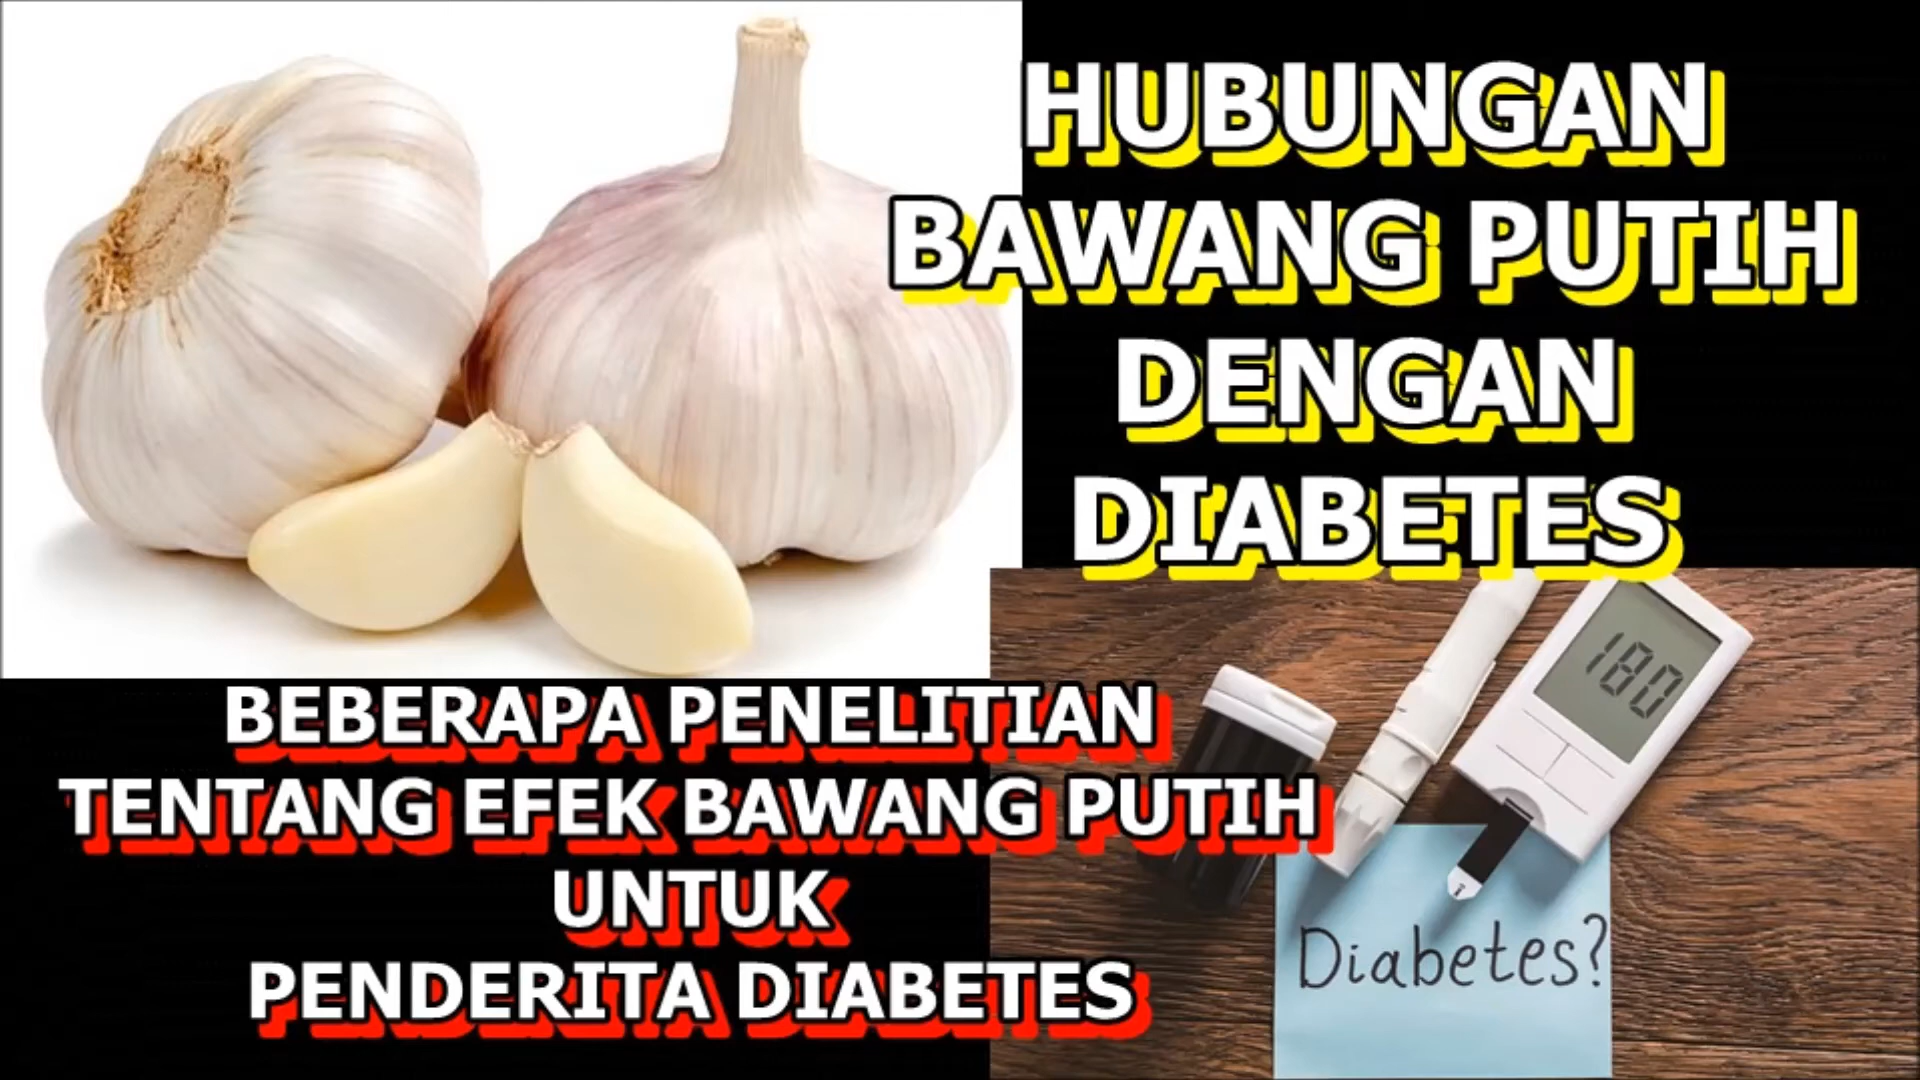 HUBUNGAN
BAWANG PUTIH
DENGAN
DIABETES
BEBERAPA PENELITIAN
TENTANG EFEK BAWANG PUTIH
UNTUK
PENDERITA DIABETES
180
Diabetes?